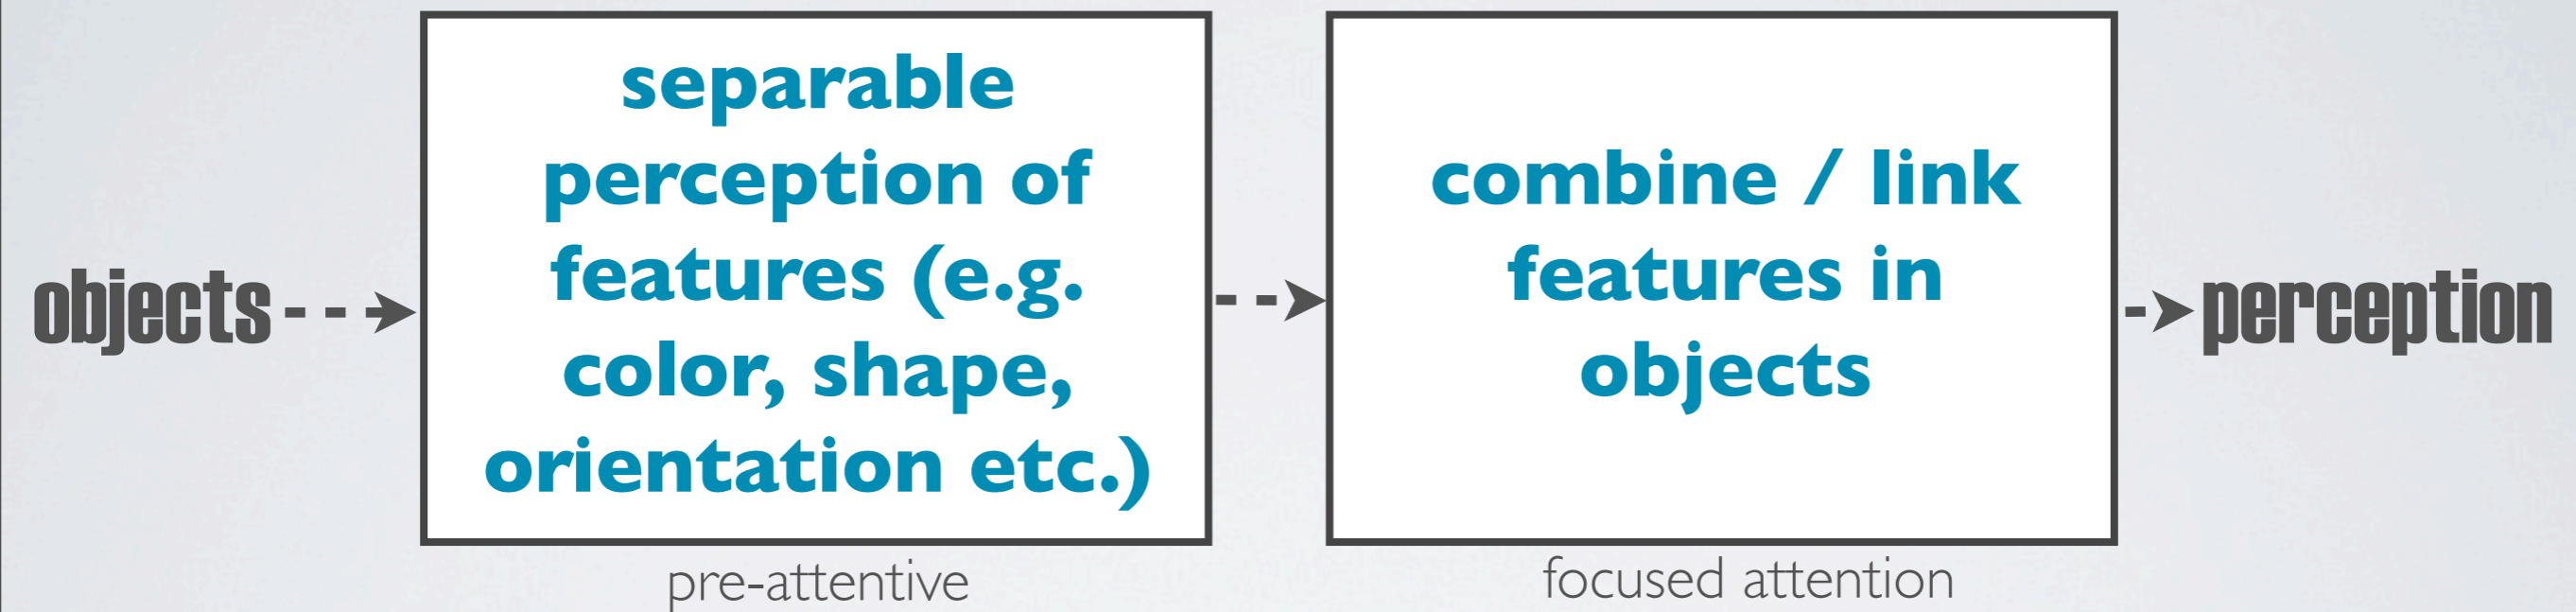 objects
separable
perception of
features (e.g.
color, shape,
orientation etc.)
pre-attentive
combine / link
features in
objects
focused attention
perception